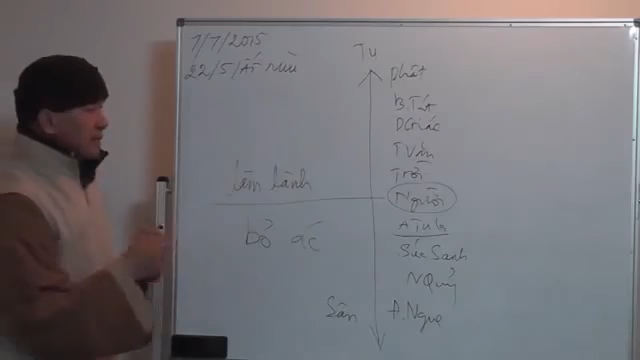 7/7/2015
22/5/Ất mùi
Tu
phật
B.Tát
D Giác
T Văn
Trời
làm lành
Người
A Tu la
bỏ ác
Súc Sanh
N Quỷ
Sân
Đ. Ngục